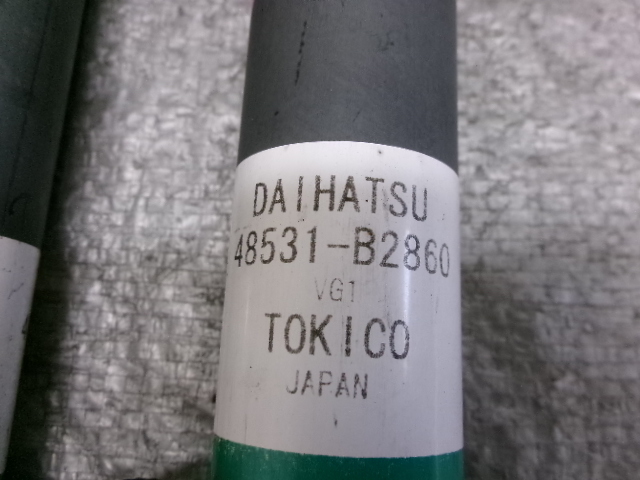 DAIHATSU
48531-B2860
VG1
TOKICO
JAPAN